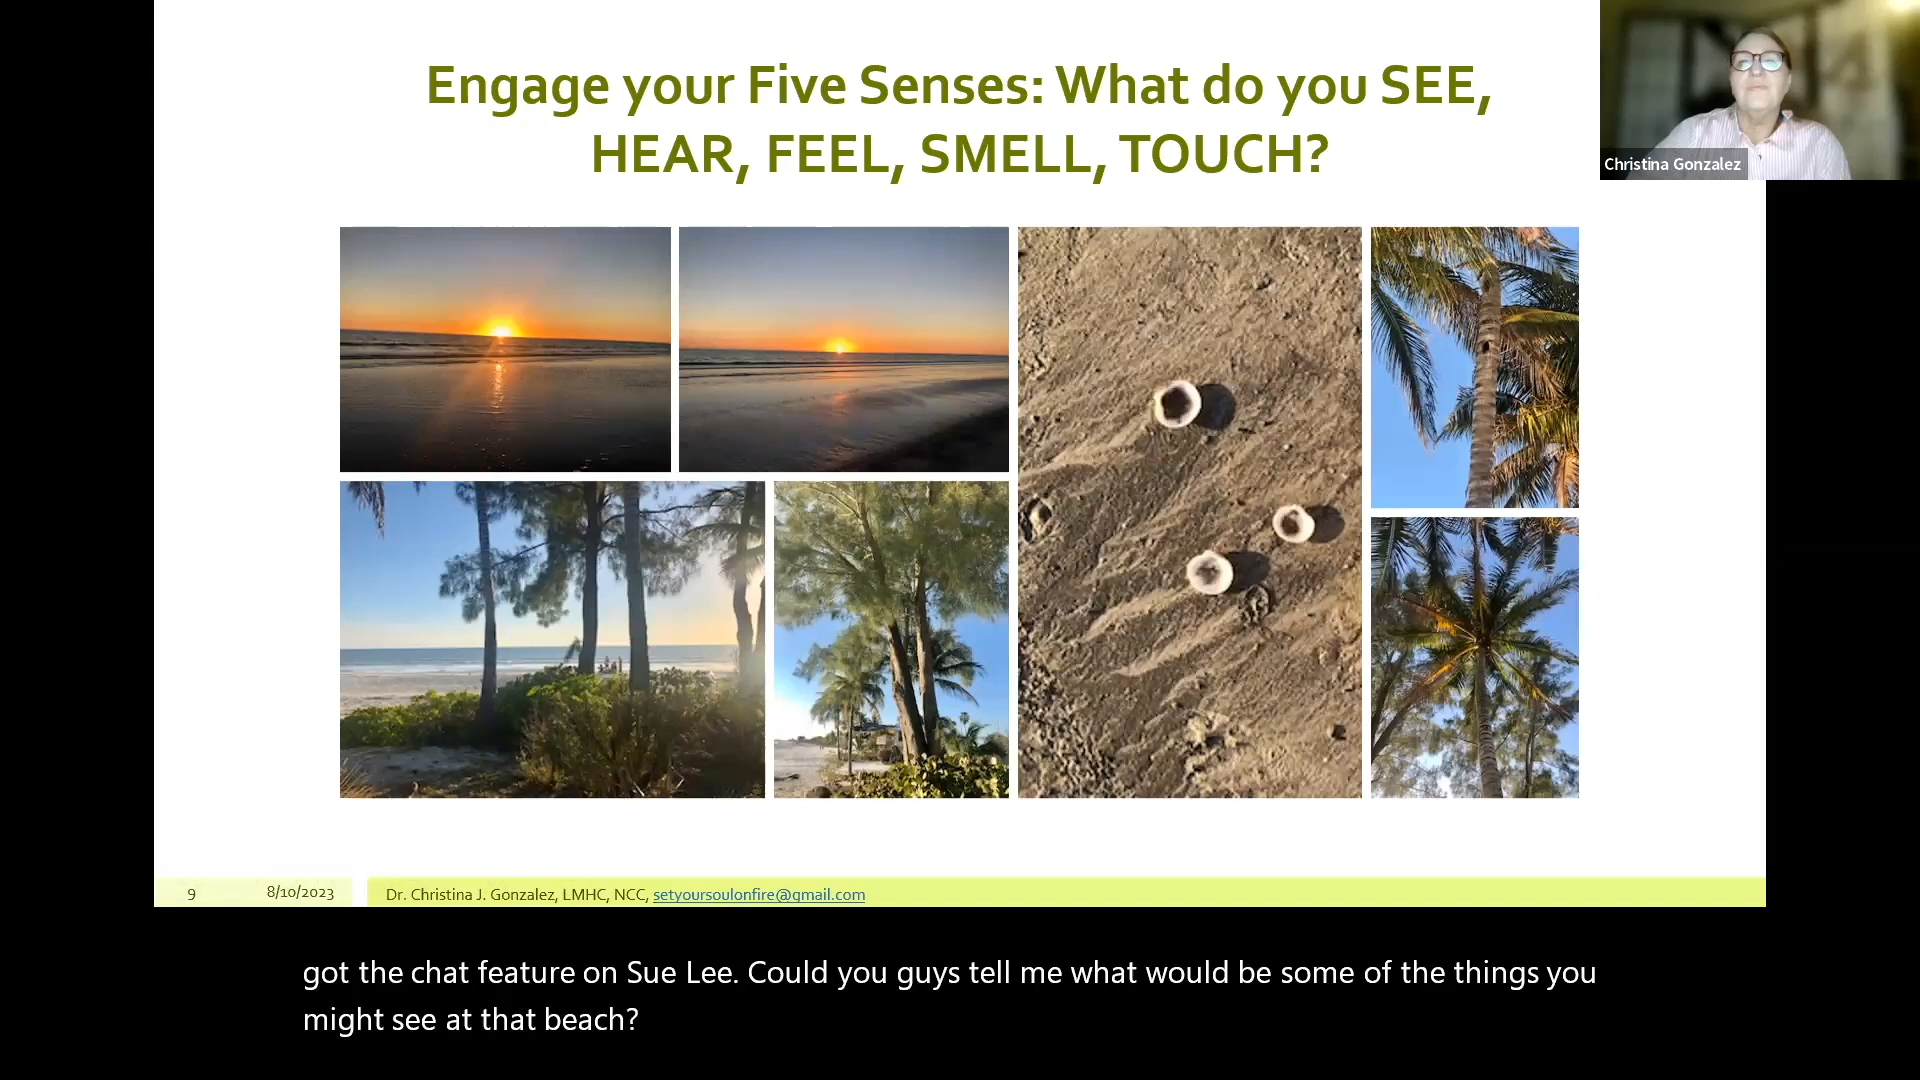 Engage your Five Senses: What do you SEE,
HEAR, FEEL, SMELL, TOUCH?
Christina Gonzalez
9 8/10/2023 Dr. Christina J. Gonzalez, LMHC, NCC, setyoursoulonfire@gmail.com
got the chat feature on Sue Lee. Could you guys tell me what would be some of the things you
might see at that beach?